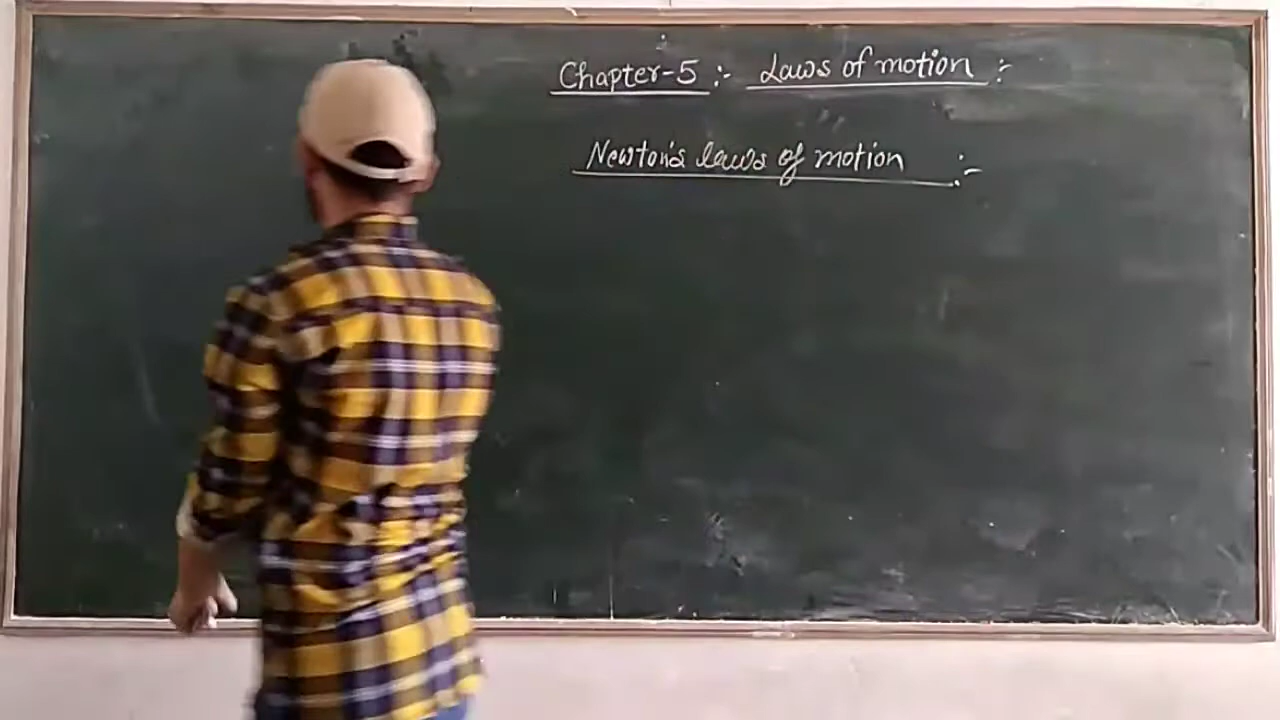 Chapter-5 :- Laws of motion :-
Newton's laws of motion :-